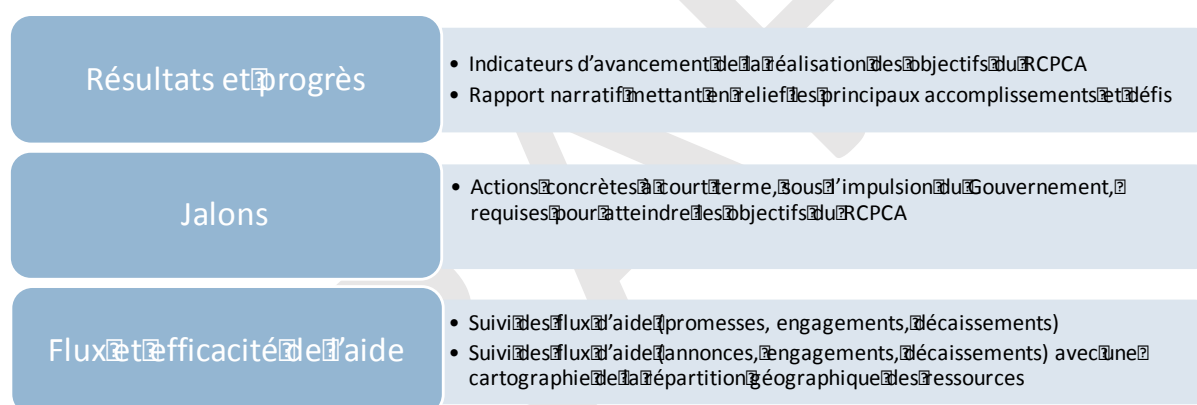 Résultats et progrès
• Indicateurs d'avancement de la réalisation des objectifs du RCPCA
• Rapport narratif mettant en relief les principaux accomplissements et défis
Jalons
• Actions concrètes à court terme, sous l'impulsion du Gouvernement,
requises pour atteindre les objectifs du RCPCA
Flux et efficacité de l'aide
• Suivi des flux d'aide (promesses, engagements, décaissements)
• Suivi des flux d'aide (annonces, engagements, décaissements) avec une
cartographie de la répartition géographique des ressources